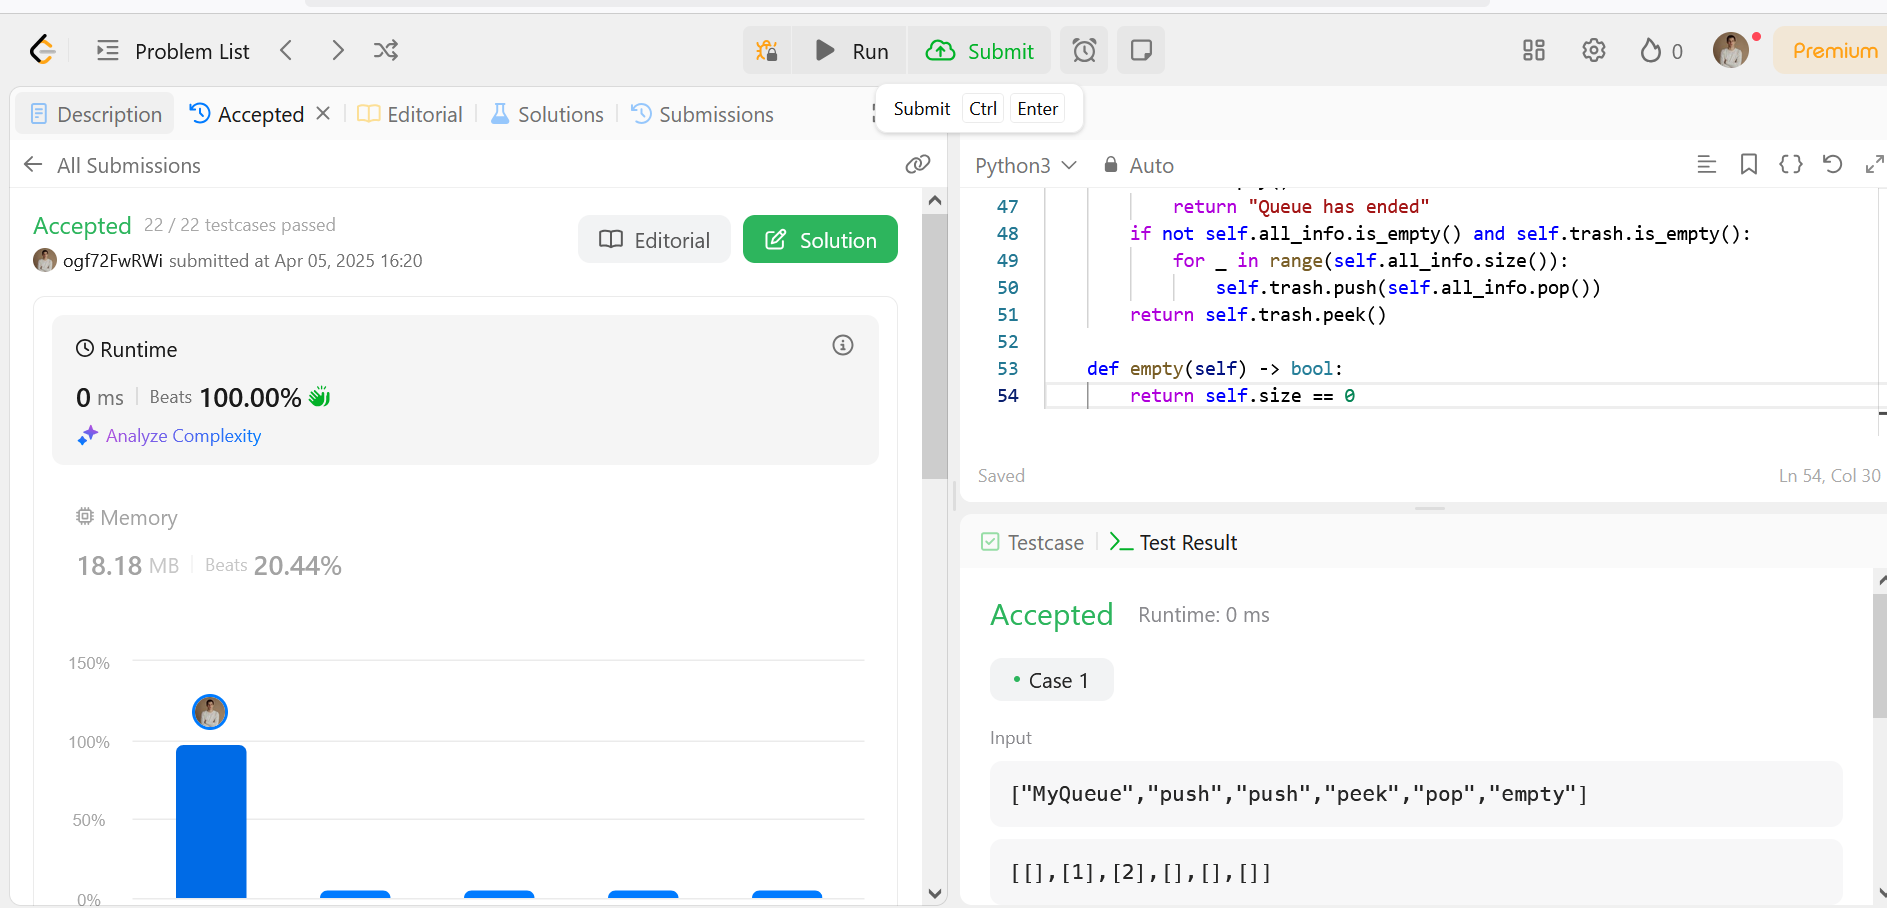 Problem List
Run
Submit
0
Premium
Description
Accepted
Editorial
Solutions
Submissions
Submit Ctrl Enter
All Submissions
Accepted 22 / 22 testcases passed
ogf72FwRWi submitted at Apr 05, 2025 16:20
Editorial
Solution
Runtime
0 ms Beats 100.00%
Analyze Complexity
Memory
18.18 MB Beats 20.44%
150%
100%
50%
0%
Python3 Auto
47 return "Queue has ended"
48 if not self.all_info.is_empty() and self.trash.is_empty():
49 for _ in range(self.all_info.size()):
50 self.trash.push(self.all_info.pop())
51 return self.trash.peek()
52
53 def empty(self) -> bool:
54 return self.size == 0
Saved
Ln 54, Col 30
Testcase
Test Result
Accepted Runtime: 0 ms
Case 1
Input
["MyQueue","push","push","peek","pop","empty"]
[[],[1],[2],[],[],[]]